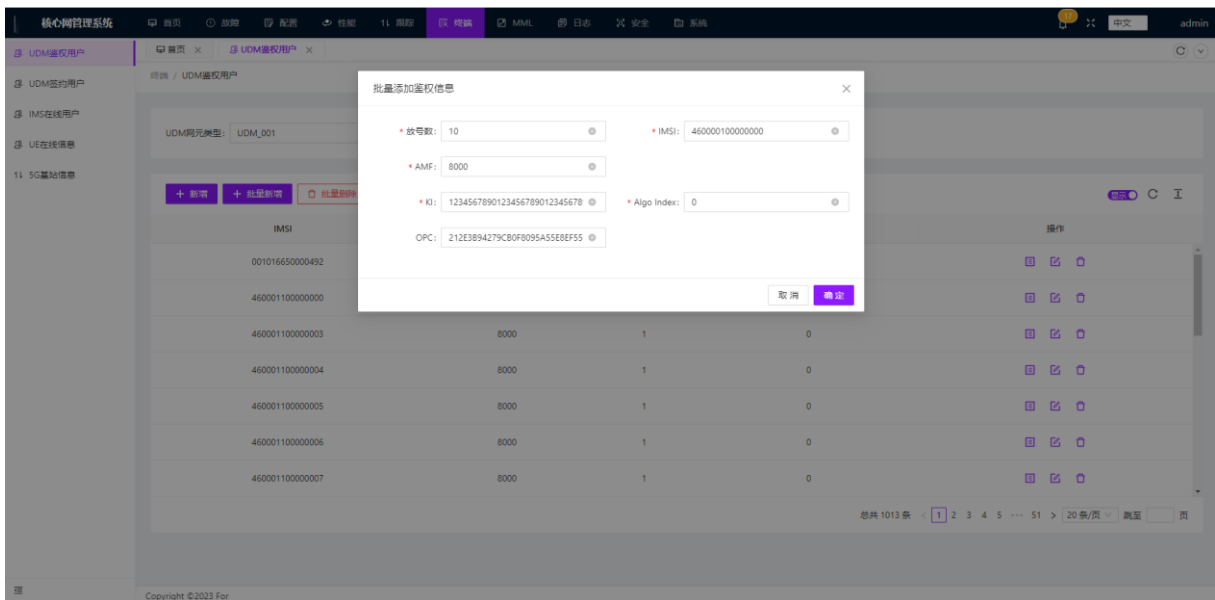 核心网管理系统 首页 故障 配置 性能 跟踪 终端 MML 日志 安全 系统 17 中文 admin
UDM鉴权用户
UDM签约用户
IMS在线用户
UE在线信息
5G基站信息
首页 UDM鉴权用户
终端 / UDM鉴权用户
批量添加鉴权信息
UDM网元类型: UDM_001
* 放号数: 10 * IMSI: 460000100000000
* AMF: 8000
* KI: 1234567890123456789012345678 * Algo Index: 0
OPC: 212E3B94279CB0F8095A55E8EF55
取消 确定
新增 批量新增 批量删除 显示
IMSI 操作
001016650000492
460001100000000
460001100000003 8000 1 0
460001100000004 8000 1 0
460001100000005 8000 1 0
460001100000006 8000 1 0
460001100000007 8000 1 0
总共 1013 条 < 1 2 3 4 5 ··· 51 > 20 条/页 跳至 页
Copyright ©2023 For